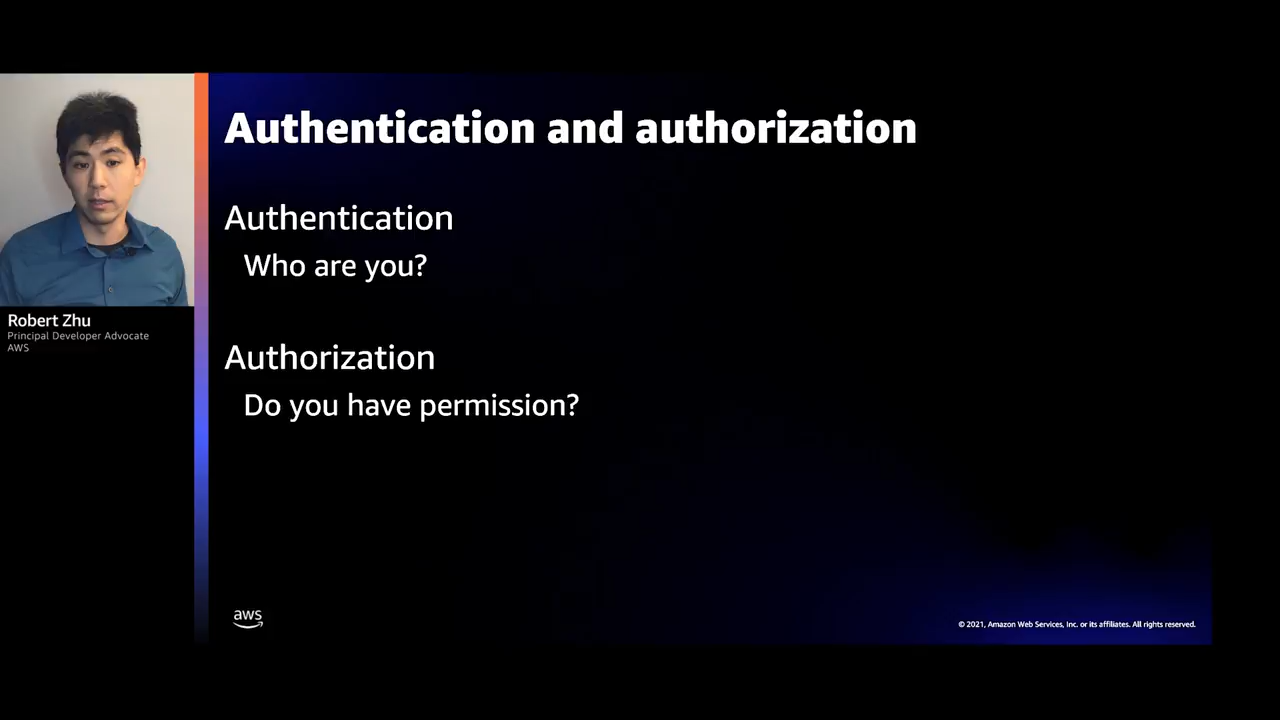 Authentication and authorization
Authentication
Who are you?
Authorization
Do you have permission?
Robert Zhu
Principal Developer Advocate
AWS
aws
© 2021, Amazon Web Services, Inc. or its affiliates. All rights reserved.